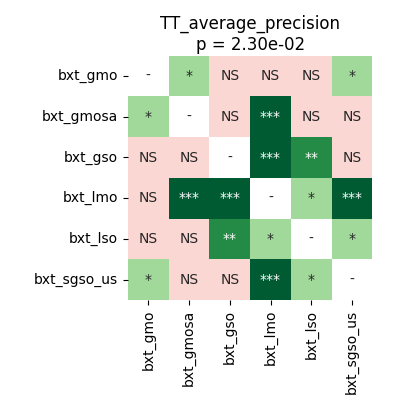 TT_average_precision
p = 2.30e-02
bxt_gmo - * NS NS NS *
bxt_gmosa * - NS *** NS NS
bxt_gso NS NS - *** ** NS
bxt_lmo NS *** *** - * ***
bxt_lso NS NS ** * - *
bxt_sgso_us * NS NS *** * -
bxt_gmo
bxt_gmosa
bxt_gso
bxt_lmo
bxt_lso
bxt_sgso_us